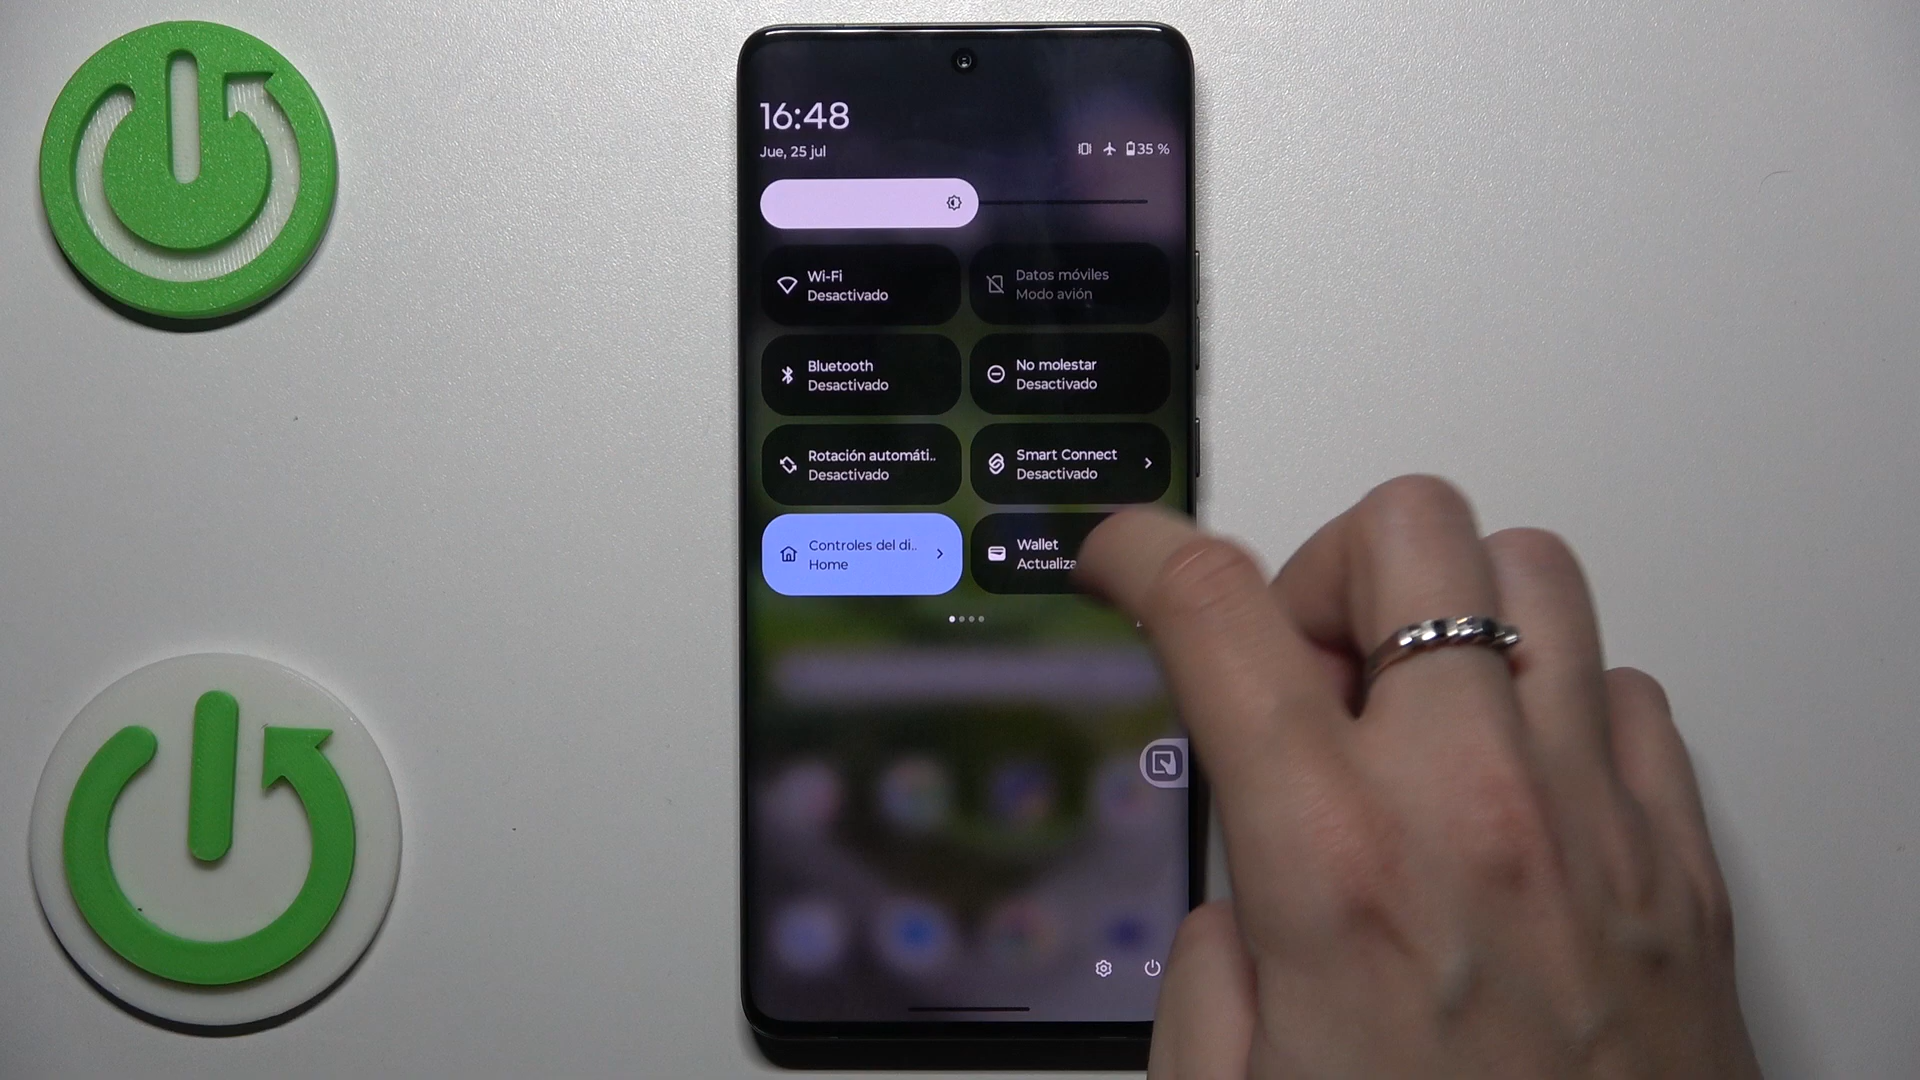 16:48
Jue, 25 jul
35 %
Wi-Fi
Desactivado
Datos móviles
Modo avión
Bluetooth
Desactivado
No molestar
Desactivado
Rotación automáti..
Desactivado
Smart Connect
Desactivado
Controles del di..
Home
Wallet